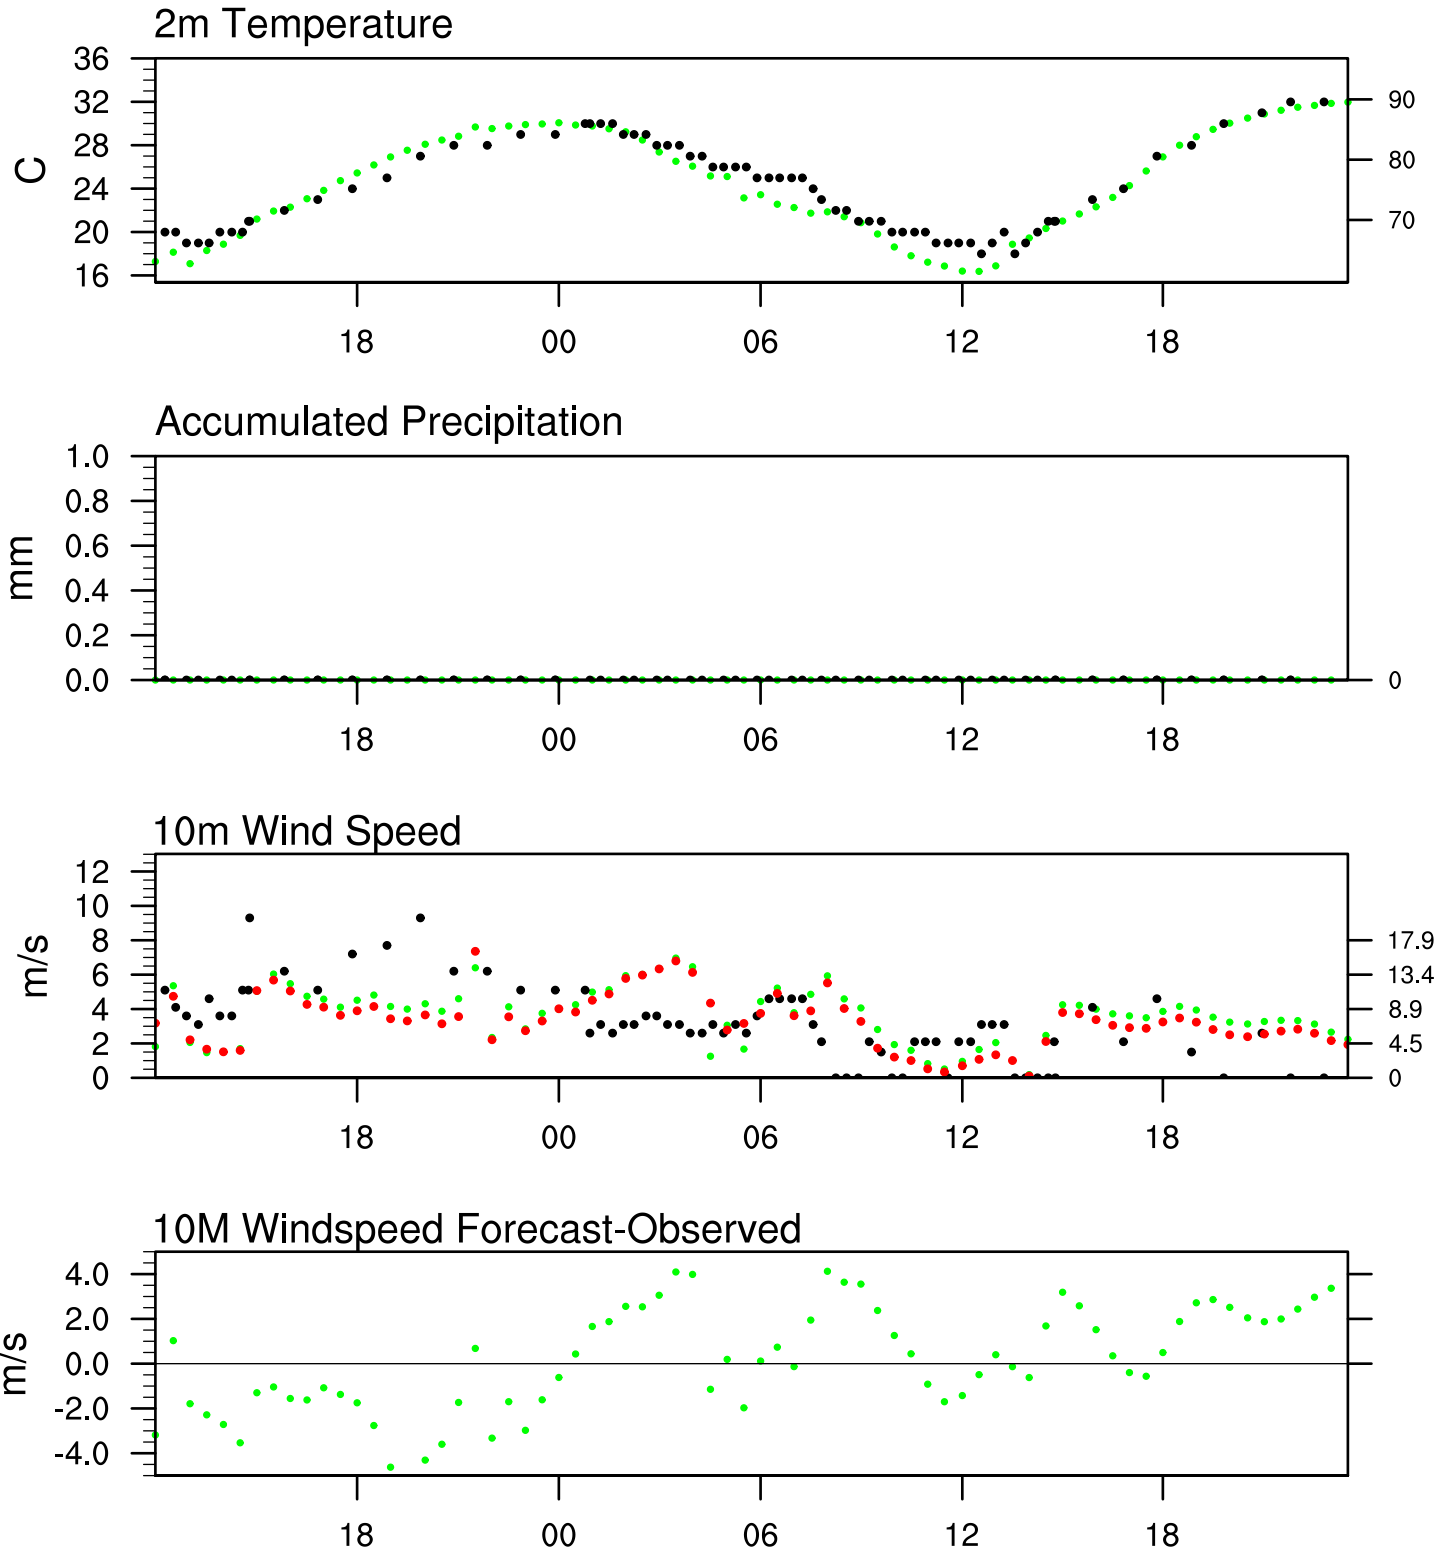 2m Temperature
36
32
28
24
20
16
C
90
80
70
18 00 06 12 18
Accumulated Precipitation
1.0
0.8
0.6
0.4
0.2
0.0
mm
0
18 00 06 12 18
10m Wind Speed
12
10
8
6
4
2
0
m/s
17.9
13.4
8.9
4.5
0
18 00 06 12 18
10M Windspeed Forecast-Observed
4.0
2.0
0.0
-2.0
-4.0
m/s
18 00 06 12 18